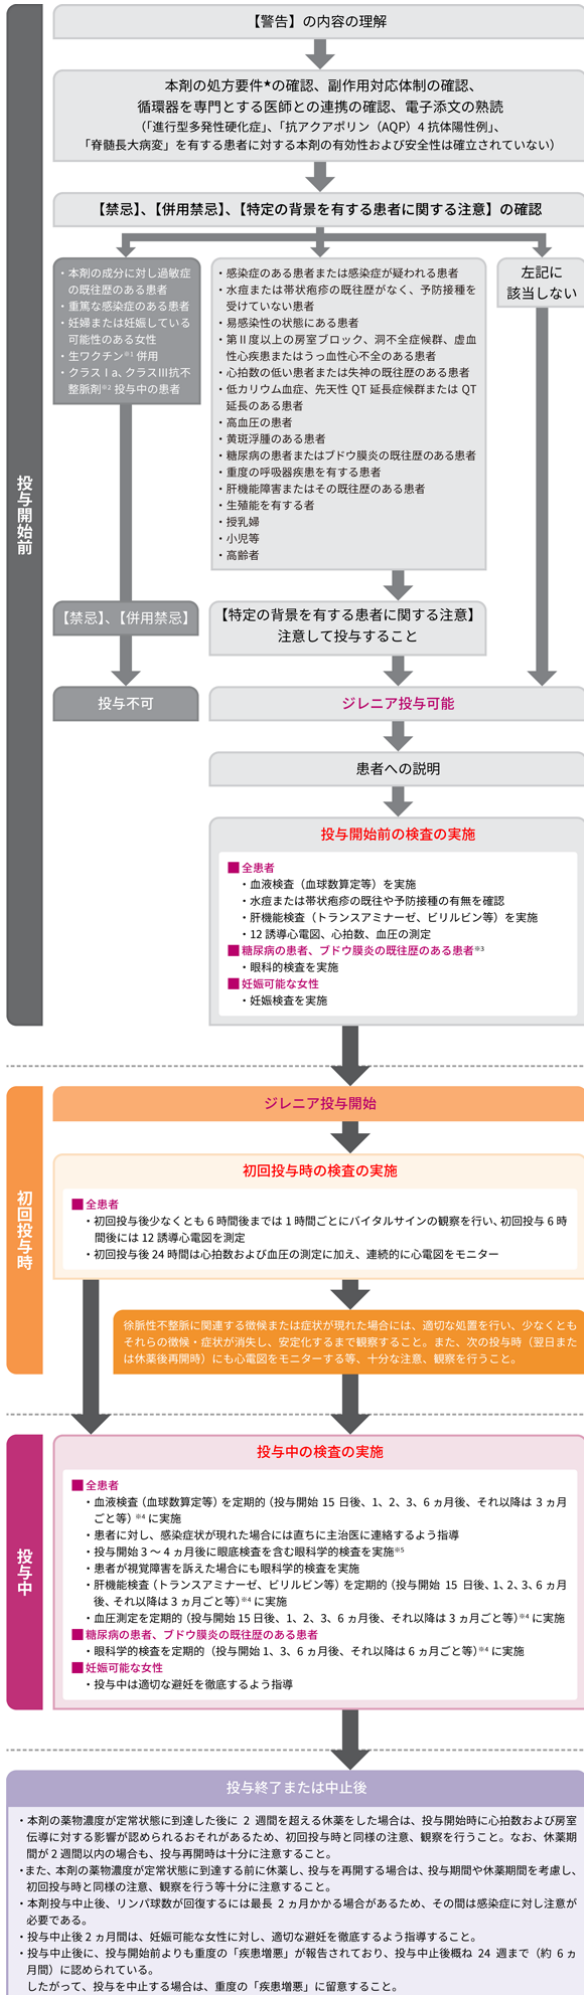 【警告】の内容の理解
本剤の処方要件★の確認、副作用対応体制の確認、
循環器を専門とする医師との連携の確認、電子添文の熟読
（「進行型多発性硬化症」、「抗アクアポリン（AQP）4 抗体陽性例」、
「脊髄長大病変」を有する患者に対する本剤の有効性および安全性は確立されていない）
【禁忌】、【併用禁忌】、【特定の背景を有する患者に関する注意】の確認
・本剤の成分に対し過敏症
の既往歴のある患者
・重篤な感染症のある患者
・妊婦または妊娠している
可能性のある女性
・生ワクチン※1 併用
・クラスⅠa、クラスⅢ抗不
整脈剤※2 投与中の患者
・感染症のある患者または感染症が疑われる患者
・水痘または帯状疱疹の既往歴がなく、予防接種を
受けていない患者
・易感染性の状態にある患者
・第Ⅱ度以上の房室ブロック、洞不全症候群、虚血
性心疾患またはうっ血性心不全のある患者
・心拍数の低い患者または失神の既往歴のある患者
・低カリウム血症、先天性 QT 延長症候群または QT
延長のある患者
・高血圧の患者
・黄斑浮腫のある患者
・糖尿病の患者またはブドウ膜炎の既往歴のある患者
・重度の呼吸器疾患を有する患者
・肝機能障害またはその既往歴のある患者
・生殖能を有する者
・授乳婦
・小児等
・高齢者
左記に
該当しない
投与開始前
【禁忌】、【併用禁忌】
【特定の背景を有する患者に関する注意】
注意して投与すること
投与不可
ジレニア投与可能
患者への説明
投与開始前の検査の実施
■全患者
・血液検査（血球数算定等）を実施
・水痘または帯状疱疹の既往や予防接種の有無を確認
・肝機能検査（トランスアミナーゼ、ビリルビン等）を実施
・12 誘導心電図、心拍数、血圧の測定
■糖尿病の患者、ブドウ膜炎の既往歴のある患者※3
・眼科的検査を実施
■妊娠可能な女性
・妊娠検査を実施
初回投与時
ジレニア投与開始
初回投与時の検査の実施
■全患者
・初回投与後少なくとも 6 時間後までは 1 時間ごとにバイタルサインの観察を行い、初回投与 6 時
間後には 12 誘導心電図を測定
・初回投与後 24 時間は心拍数および血圧の測定に加え、連続的に心電図をモニター
徐脈性不整脈に関連する徴候または症状が現れた場合には、適切な処置を行い、少なくとも
それらの徴候・症状が消失し、安定化するまで観察すること。また、次の投与時（翌日また
は休薬後再開時）にも心電図をモニターする等、十分な注意、観察を行うこと。
投与中
投与中の検査の実施
■全患者
・血液検査（血球数算定等）を定期的（投与開始 15 日後、1、2、3、6 ヵ月後、それ以降は 3 ヵ月
ごと等）※4 に実施
・患者に対し、感染症状が現れた場合には直ちに主治医に連絡するよう指導
・投与開始 3 ～ 4 ヵ月後に眼底検査を含む眼科学的検査を実施※5
・患者が視覚障害を訴えた場合にも眼科学的検査を実施
・肝機能検査（トランスアミナーゼ、ビリルビン等）を定期的（投与開始 15 日後、1、2、3、6 ヵ月
後、それ以降は 3 ヵ月ごと等）※4 に実施
・血圧測定を定期的（投与開始 15 日後、1、2、3、6 ヵ月後、それ以降は 3 ヵ月ごと等）※4 に実施
■糖尿病の患者、ブドウ膜炎の既往歴のある患者
・眼科学的検査を定期的（投与開始 1、3、6 ヵ月後、それ以降は 6 ヵ月ごと等）※4 に実施
■妊娠可能な女性
・投与中は適切な避妊を徹底するよう指導
投与終了または中止後
・本剤の薬物濃度が定常状態に到達した後に 2 週間を超える休薬をした場合は、投与開始時に心拍数および房室
伝導に対する影響が認められるおそれがあるため、初回投与時と同様の注意、観察を行うこと。なお、休薬期
間が 2 週間以内の場合も、投与再開時は十分に注意すること。
・また、本剤の薬物濃度が定常状態に到達する前に休薬し、投与を再開する場合は、投与期間や休薬期間を考慮し、
初回投与時と同様の注意、観察を行う等十分に注意すること。
・本剤投与中止後、リンパ球数が回復するには最長 2 ヵ月かかる場合があるため、その間は感染症に対し注意が
必要である。
・投与中止後 2 ヵ月間は、妊娠可能な女性に対し、適切な避妊を徹底するよう指導すること。
・投与中止後に、投与開始前よりも重度の「疾患増悪」が報告されており、投与中止後概ね 24 週まで（約 6 ヵ
月間）に認められている。
したがって、投与を中止する場合は、重度の「疾患増悪」に留意すること。